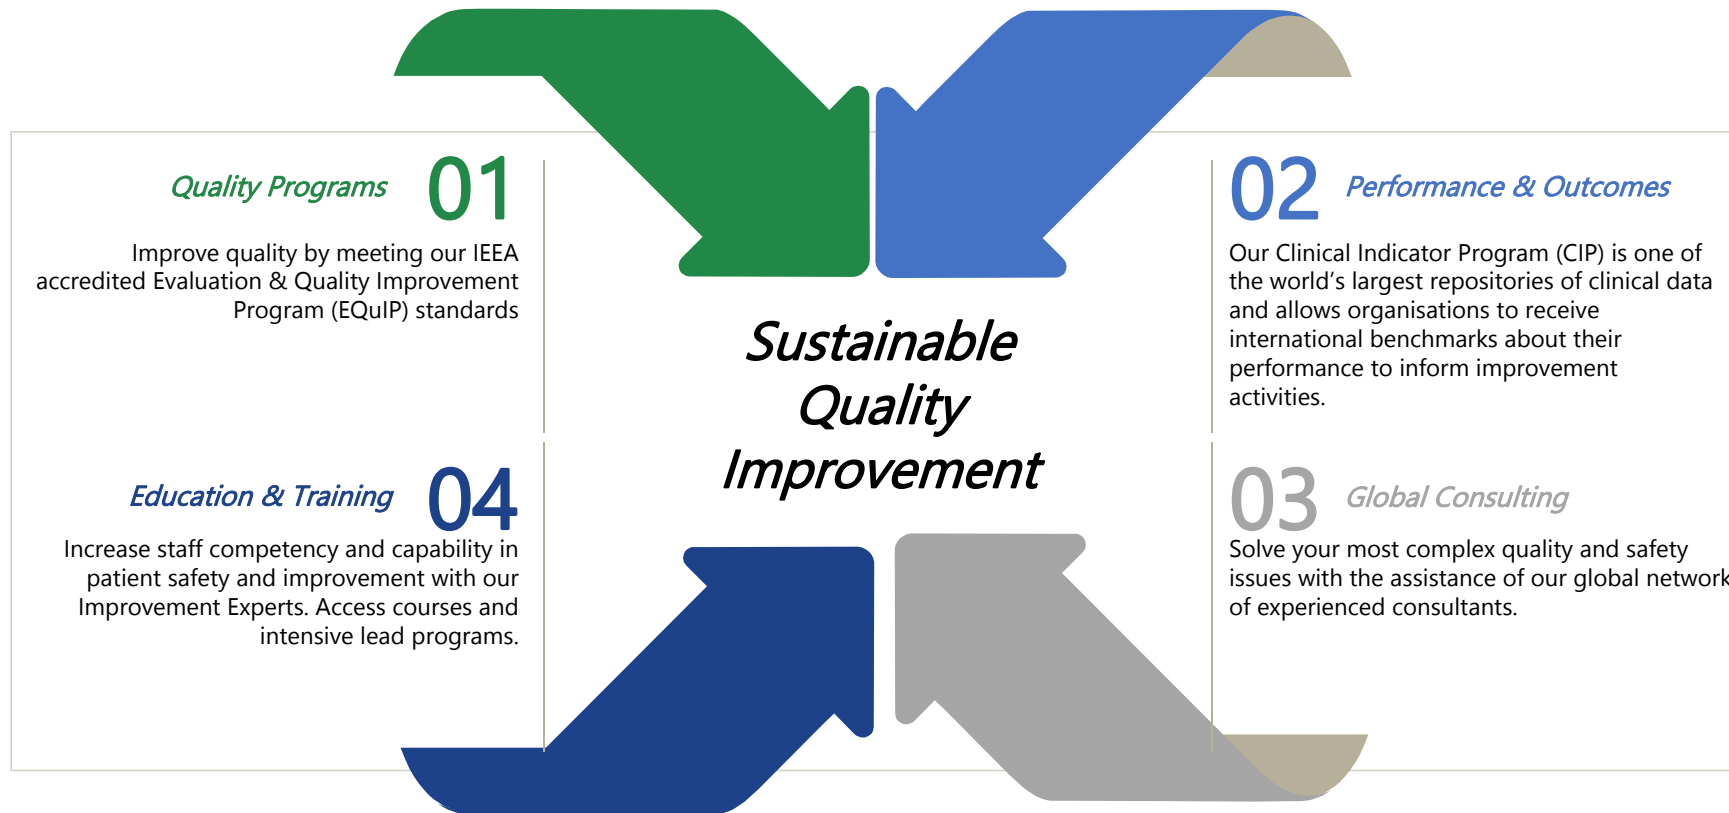 Quality Programs 01
Improve quality by meeting our IEEA
accredited Evaluation & Quality Improvement
Program (EQuIP) standards
02 Performance & Outcomes
Our Clinical Indicator Program (CIP) is one of
the world’s largest repositories of clinical data
and allows organisations to receive
international benchmarks about their
performance to inform improvement
activities.
Sustainable
Quality
Improvement
Education & Training 04
Increase staff competency and capability in
patient safety and improvement with our
Improvement Experts. Access courses and
intensive lead programs.
03 Global Consulting
Solve your most complex quality and safety
issues with the assistance of our global network
of experienced consultants.